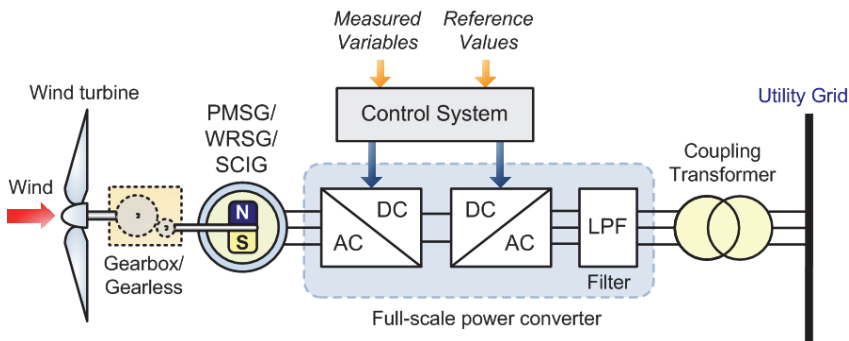 Measured
Variables
Reference
Values
Wind turbine
PMSG/
WRSG/
SCIG
Control System
Utility Grid
Coupling
Transformer
Wind
N
S
DC
AC
DC
AC
LPF
Gearbox/
Gearless
Filter
Full-scale power converter